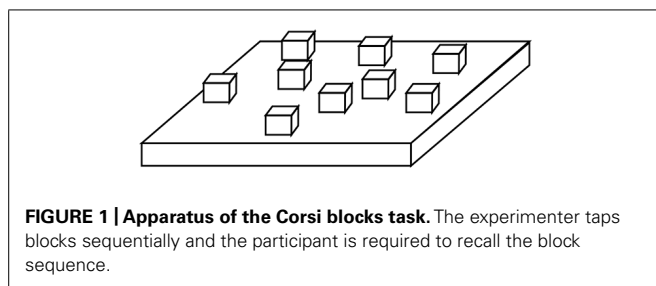 FIGURE 1 | Apparatus of the Corsi blocks task. The experimenter taps
blocks sequentially and the participant is required to recall the block
sequence.